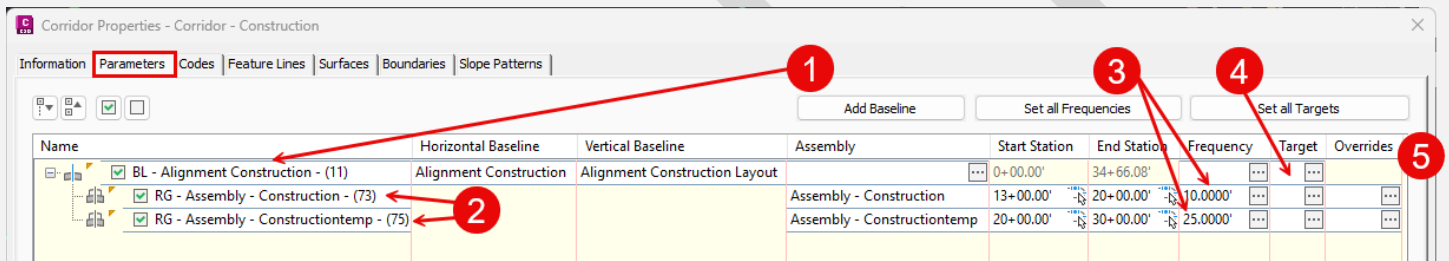 C
C3D
Corridor Properties - Corridor - Construction
Information Parameters Codes Feature Lines Surfaces Boundaries Slope Patterns
1 3 4
Add Baseline Set all Frequencies Set all Targets
Name Horizontal Baseline Vertical Baseline Assembly Start Station End Station Frequency Target Overrides 5
BL - Alignment Construction - (11) Alignment Construction Alignment Construction Layout ... 0+00.00' 34+66.08' ... ...
RG - Assembly - Construction - (73) Assembly - Construction 13+00.00' 20+00.00' 10.0000' ... ... ...
2
RG - Assembly - Constructiontemp - (75) Assembly - Constructiontemp 20+00.00' 30+00.00' 25.0000' ... ... ...